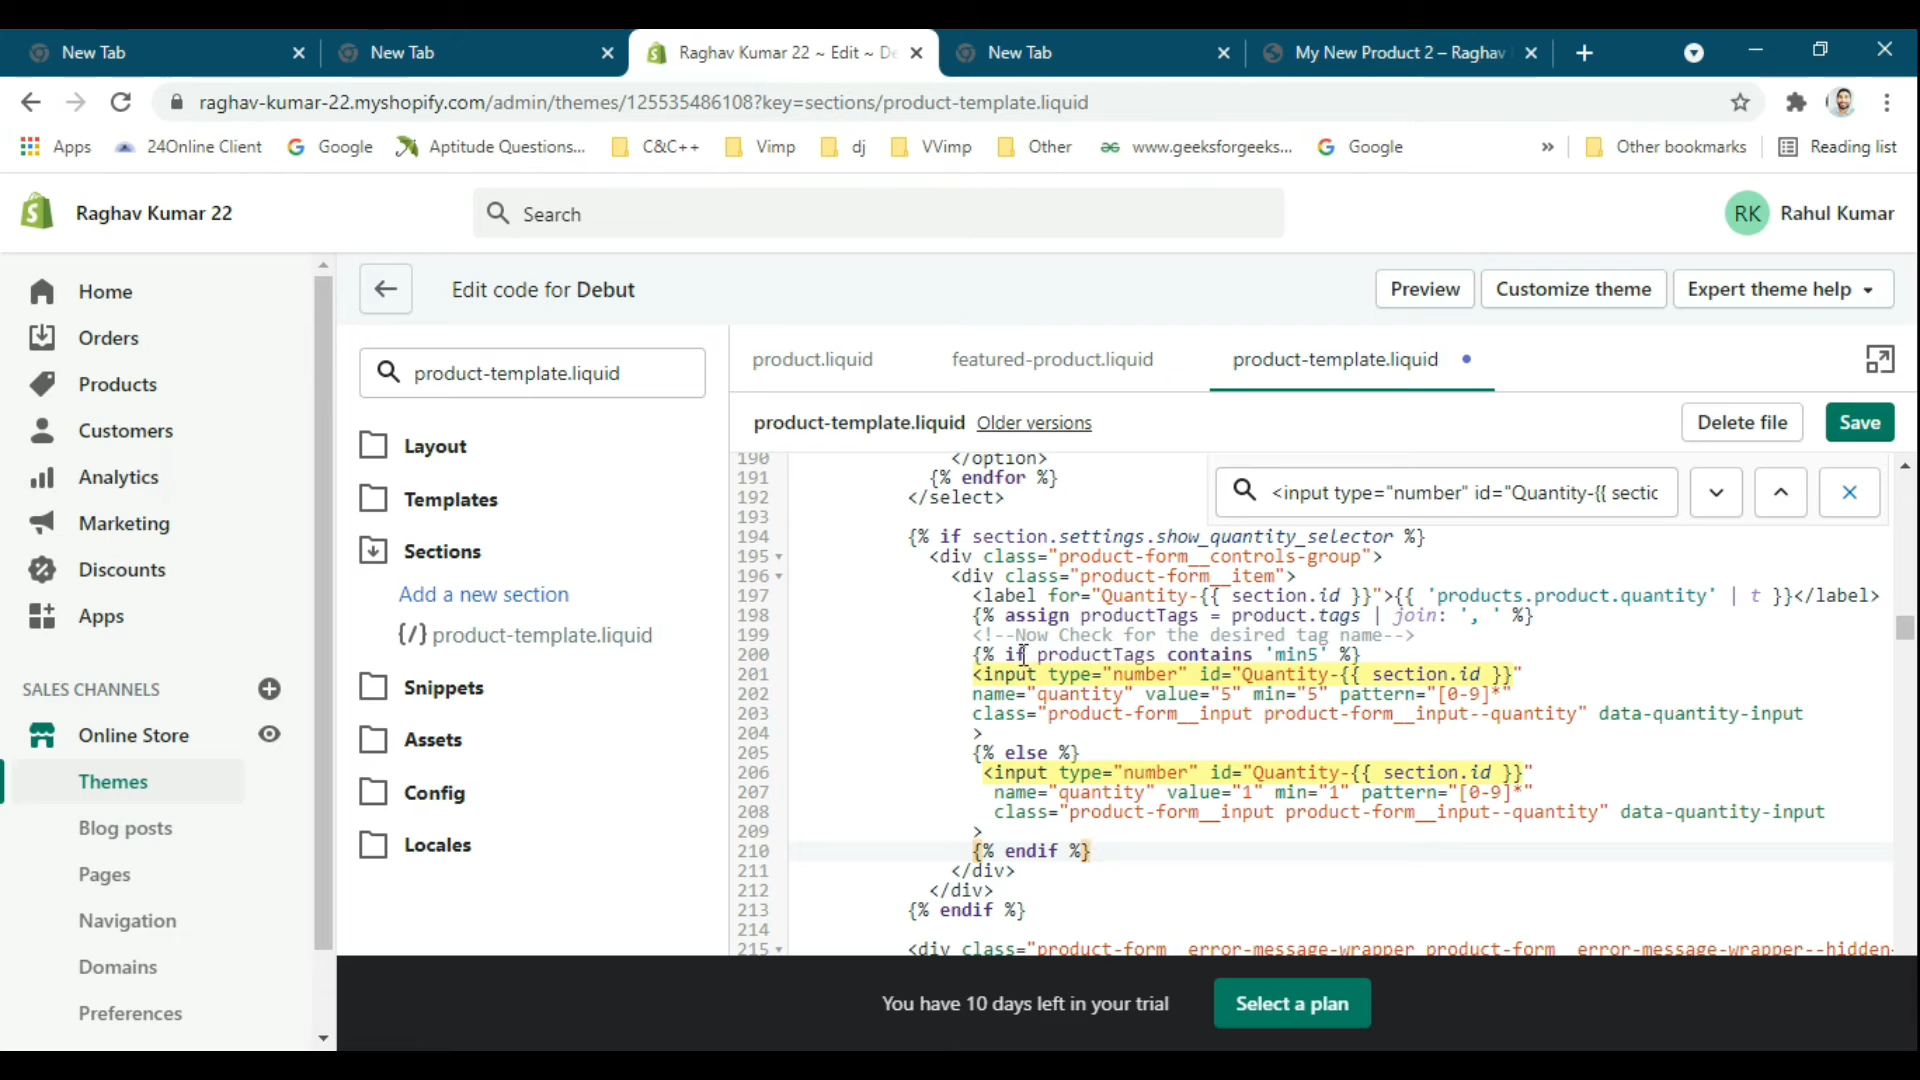 New Tab
New Tab
Raghav Kumar 22 ~ Edit ~ De
New Tab
My New Product 2 – Raghav
raghav-kumar-22.myshopify.com/admin/themes/125535486108?key=sections/product-template.liquid
Apps
24Online Client
Google
Aptitude Questions...
C&C++
Vimp
dj
VVimp
Other
www.geeksforgeeks...
Google
»
Other bookmarks
Reading list
Raghav Kumar 22
Search
RK
Rahul Kumar
Home
Orders
Products
Customers
Analytics
Marketing
Discounts
Apps
SALES CHANNELS
Online Store
Themes
Blog posts
Pages
Navigation
Domains
Preferences
Edit code for Debut
Preview
Customize theme
Expert theme help
product-template.liquid
Layout
Templates
Sections
Add a new section
{/} product-template.liquid
Snippets
Assets
Config
Locales
product.liquid
featured-product.liquid
product-template.liquid
product-template.liquid Older versions
Delete file
Save
<input type="number" id="Quantity-{{ sectic
190 </option>
191 {% endfor %}
192 </select>
193
194 {% if section.settings.show_quantity_selector %}
195 <div class="product-form__controls-group">
196 <div class="product-form__item">
197 <label for="Quantity-{{ section.id }}">{{ 'products.product.quantity' | t }}</label>
198 {% assign productTags = product.tags | join: ', ' %}
199 <!--Now Check for the desired tag name-->
200 {% if productTags contains 'min5' %}
201 <input type="number" id="Quantity-{{ section.id }}"
202 name="quantity" value="5" min="5" pattern="[0-9]*"
203 class="product-form__input product-form__input--quantity" data-quantity-input
204 >
205 {% else %}
206 <input type="number" id="Quantity-{{ section.id }}"
207 name="quantity" value="1" min="1" pattern="[0-9]*"
208 class="product-form__input product-form__input--quantity" data-quantity-input
209 >
210 {% endif %}
211 </div>
212 </div>
213 {% endif %}
214
215 <div class="product-form__error-message-wrapper product-form__error-message-wrapper--hidden
You have 10 days left in your trial
Select a plan